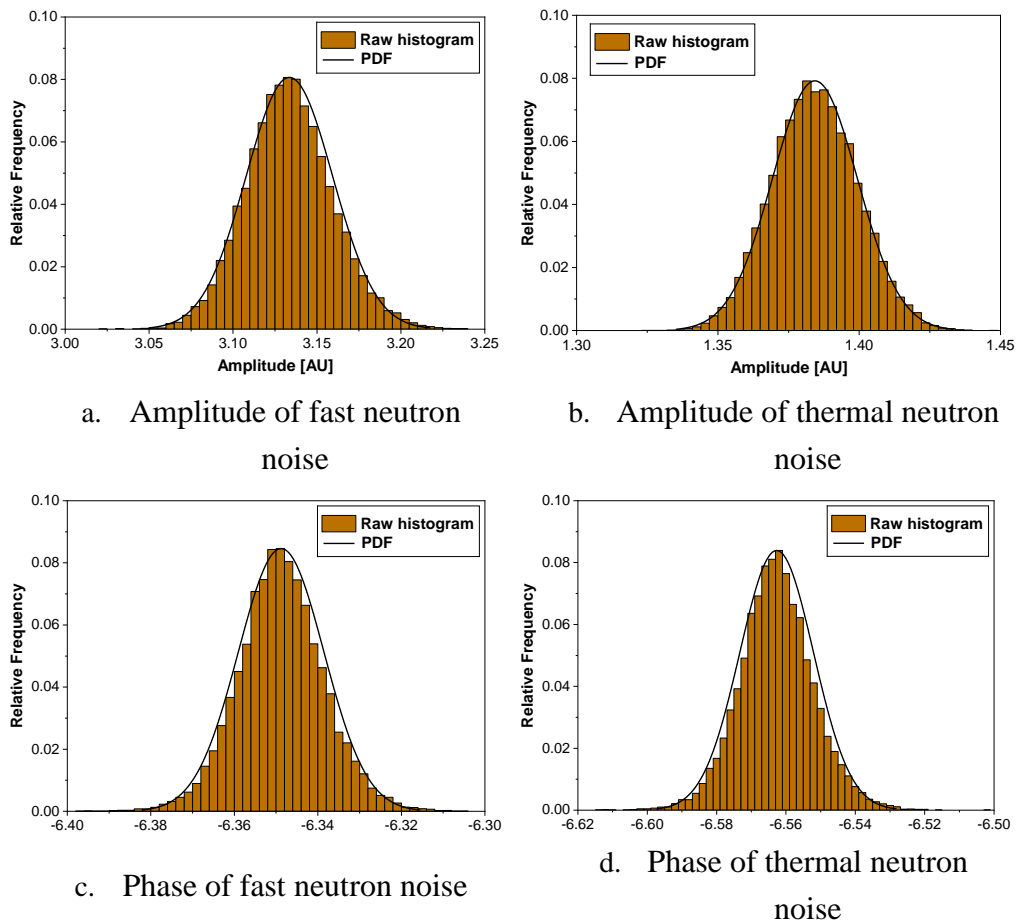 0.10
0.08
0.06
0.04
0.02
0.00
Relative Frequency
Raw histogram
PDF
3.00 3.05 3.10 3.15 3.20 3.25
Amplitude [AU]
a. Amplitude of fast neutron
noise
0.10
0.08
0.06
0.04
0.02
0.00
Relative Frequency
Raw histogram
PDF
1.30 1.35 1.40 1.45
Amplitude [AU]
b. Amplitude of thermal neutron
noise
0.10
0.08
0.06
0.04
0.02
0.00
Relative Frequency
Raw histogram
PDF
-6.40 -6.38 -6.36 -6.34 -6.32 -6.30
c. Phase of fast neutron noise
0.10
0.08
0.06
0.04
0.02
0.00
Relative Frequency
Raw histogram
PDF
-6.62 -6.60 -6.58 -6.56 -6.54 -6.52 -6.50
d. Phase of thermal neutron
noise